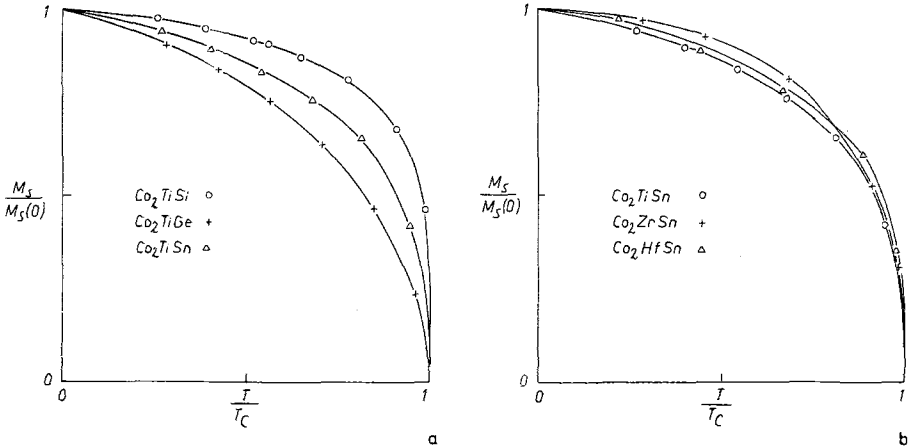 1
M_S
M_S(0)
Co2TiSi
Co2TiGe
Co2TiSn
0
0
T
T_C
1
a
1
M_S
M_S(0)
Co2TiSn
Co2ZrSn
Co2HfSn
0
0
T
T_C
1
b